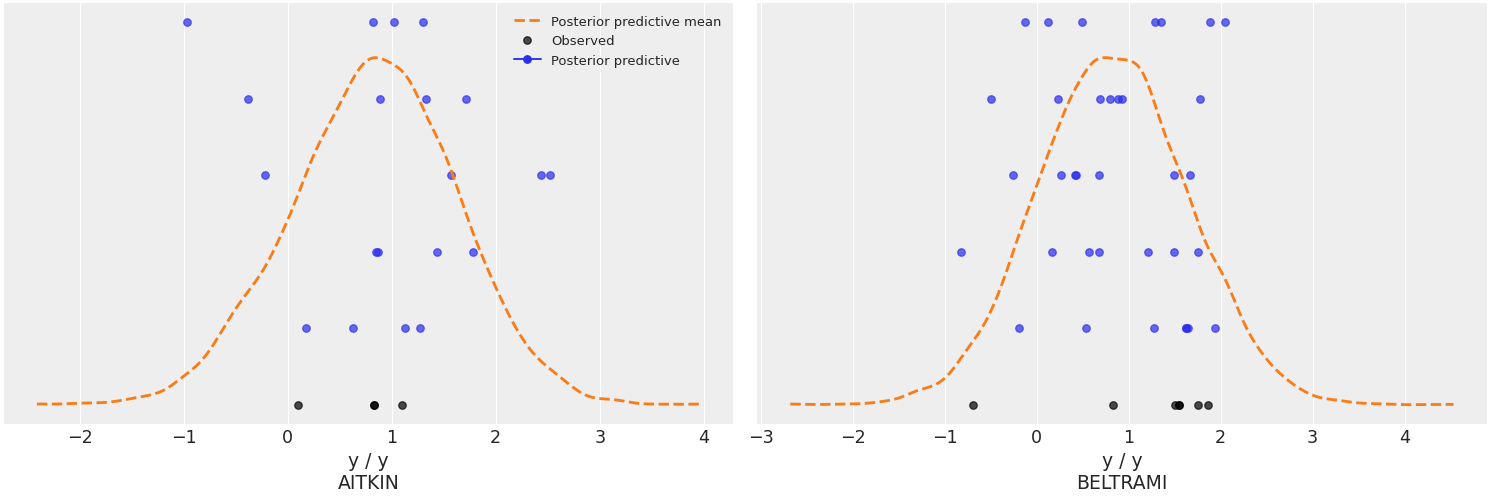 Posterior predictive mean
Observed
Posterior predictive
−2 −1 0 1 2 3 4
y / y
AITKIN
−3 −2 −1 0 1 2 3 4
y / y
BELTRAMI